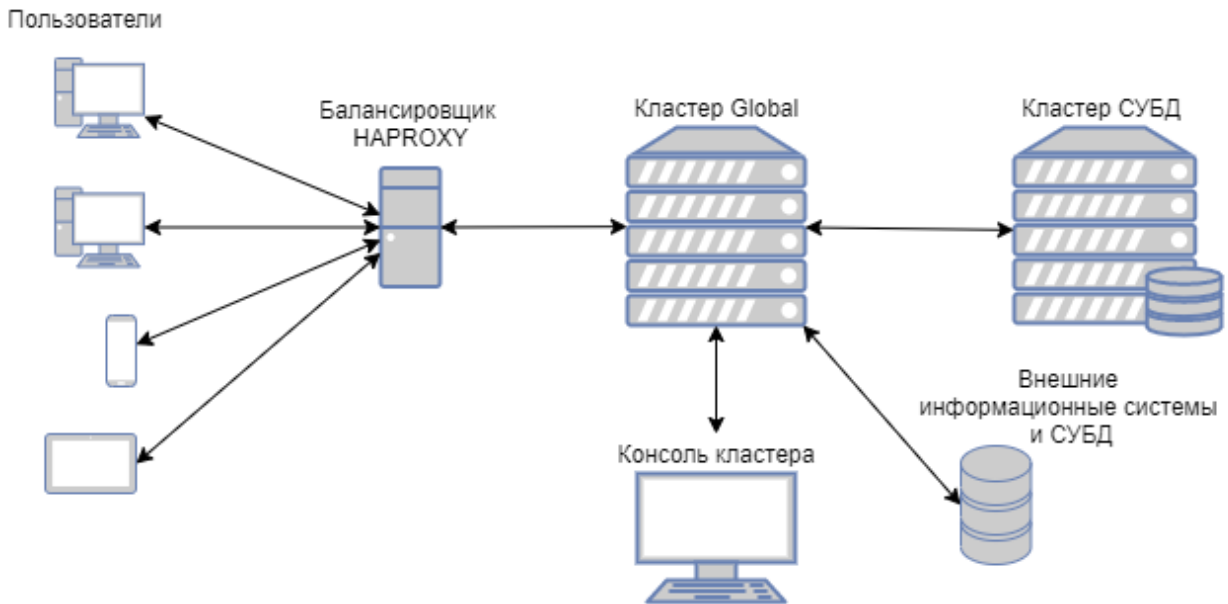 Пользователи
Балансировщик
HAPROXY
Кластер Global
Кластер СУБД
Внешние
информационные системы
и СУБД
Консоль кластера